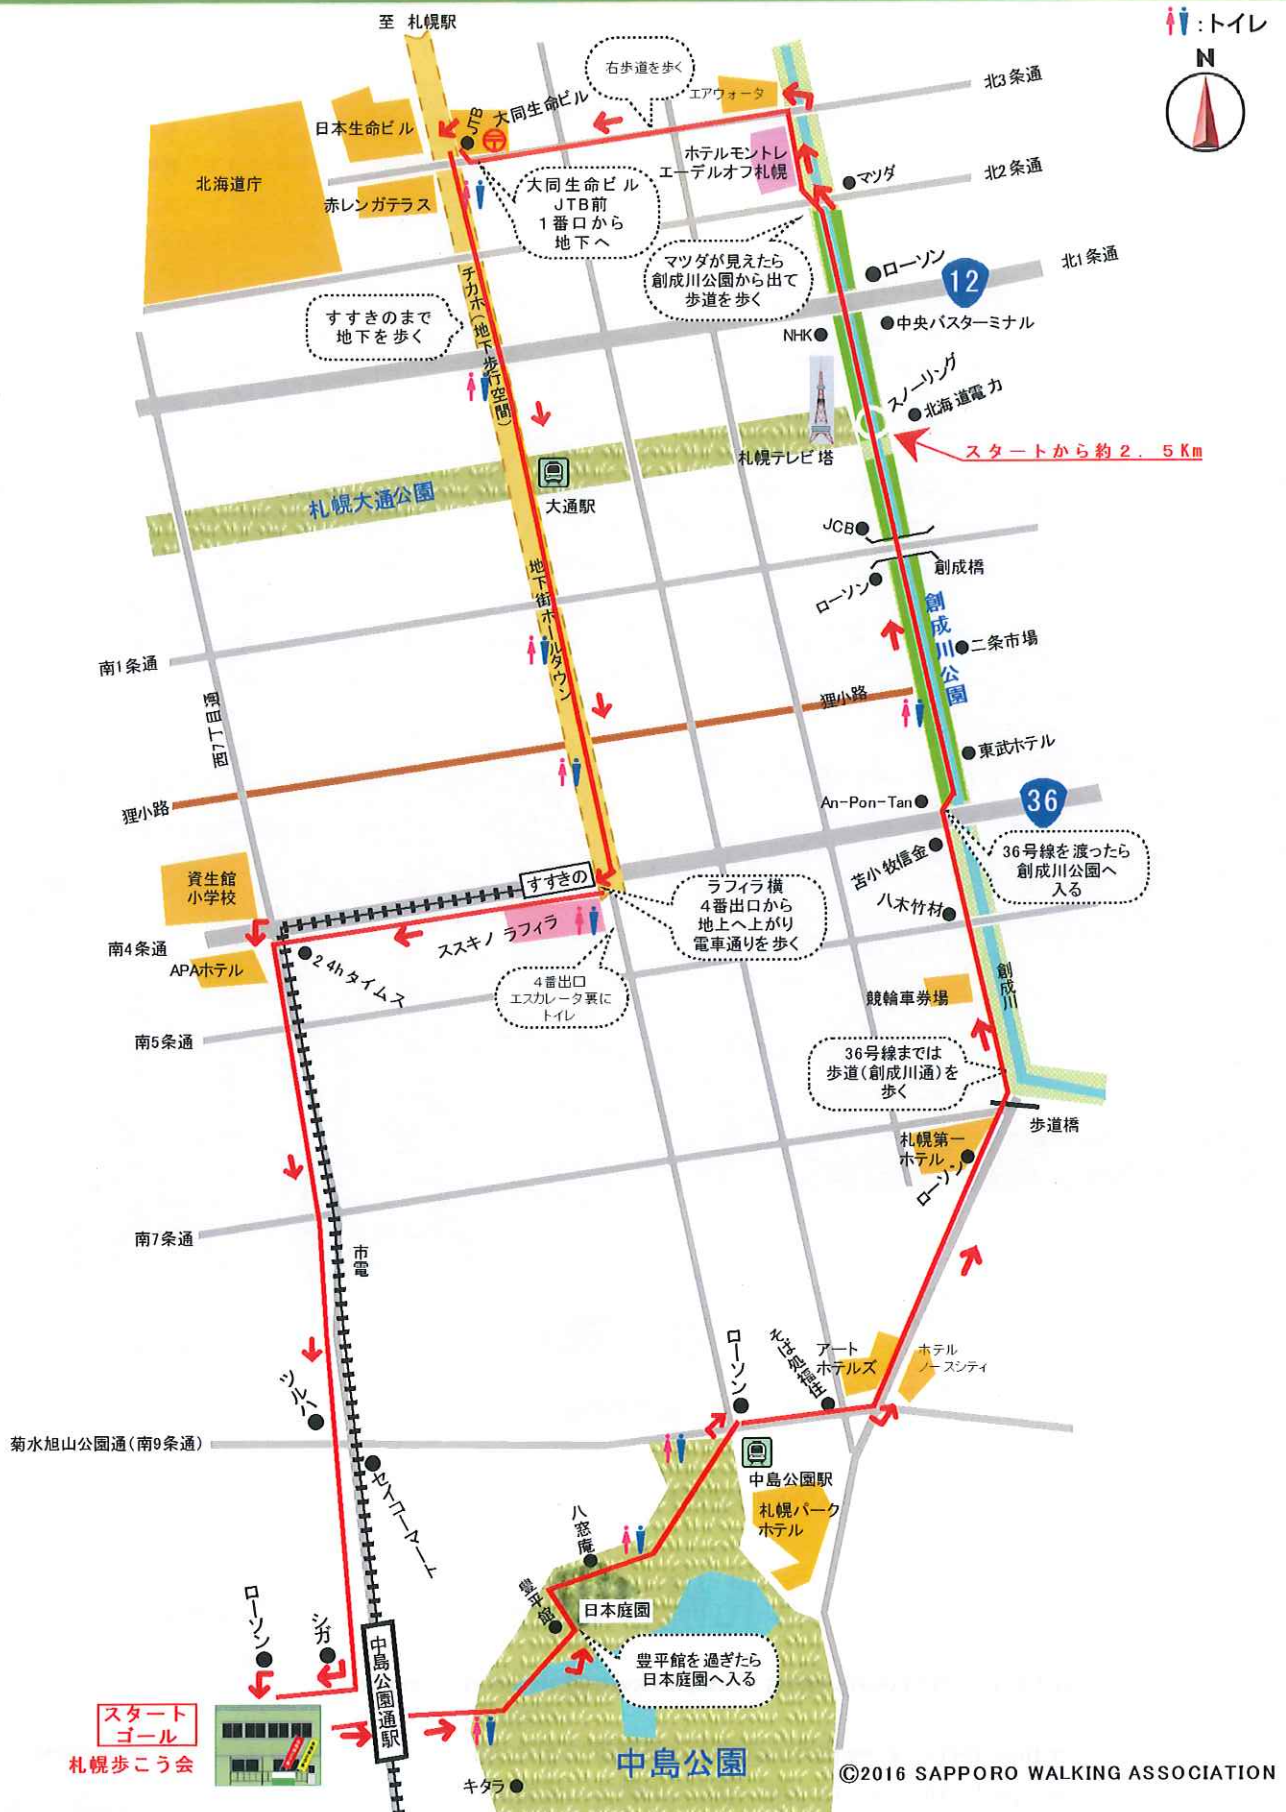 至 札幌駅
:トイレ
N
右歩道を歩く
エアウォータ
北3条通
JTB
大同生命ビル
日本生命ビル
北海道庁
赤レンガテラス
大同生命ビル
JTB前
1番口から
地下へ
ホテルモントレ
エーデルオフ札幌
マツダ
北2条通
マツダが見えたら
創成川公園から出て
歩道を歩く
ローソン
12
北1条通
すすきのまで
地下を歩く
チカホ(地下歩行空間)
NHK
中央バスターミナル
スノーリング
北海道電力
スタートから約2．5Km
札幌テレビ塔
札幌大通公園
大通駅
JCB
創成橋
ローソン
地下街ポールタウン
創成川公園
二条市場
南1条通
西7丁目通
狸小路
東武ホテル
狸小路
An-Pon-Tan
36
苫小牧信金
36号線を渡ったら
創成川公園へ
入る
資生館
小学校
すすきの
ラフィラ横
4番出口から
地上へ上がり
電車通りを歩く
八木竹材
南4条通
APAホテル
24hタイムス
ススキノ ラフィラ
4番出口
エスカレータ裏に
トイレ
競輪車券場
創成川
南5条通
36号線までは
歩道(創成川通)を
歩く
歩道橋
札幌第一
ホテル
ローソン
南7条通
市電
ローソン
そば処福住
アート
ホテルズ
ホテル
ノースシティ
ツルハ
菊水旭山公園通(南9条通)
セイコーマート
中島公園駅
札幌パーク
ホテル
八窓庵
豊平館
日本庭園
豊平館を過ぎたら
日本庭園へ入る
ローソン
シガ
中島公園通駅
スタート
ゴール
札幌歩こう会
キタラ
中島公園
©2016 SAPPORO WALKING ASSOCIATION